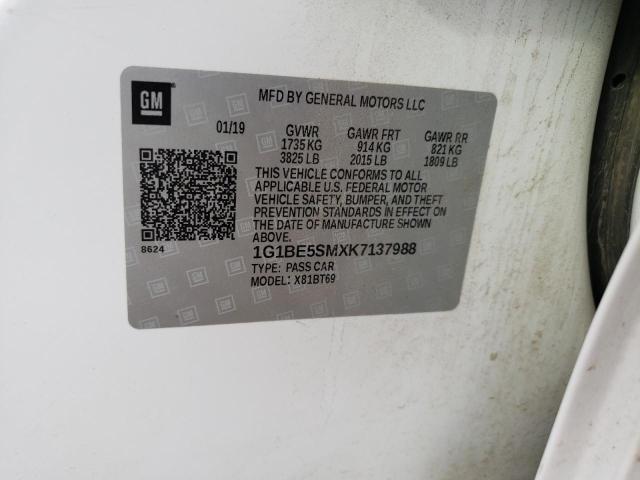 GM
MFD BY GENERAL MOTORS LLC
01/19 GVWR GAWR FRT GAWR RR
1735 KG 914 KG 821 KG
3825 LB 2015 LB 1809 LB
THIS VEHICLE CONFORMS TO ALL
APPLICABLE U.S. FEDERAL MOTOR
VEHICLE SAFETY, BUMPER, AND THEFT
PREVENTION STANDARDS IN EFFECT ON
THE DATE OF MANUFACTURE SHOWN
ABOVE.
8624
1G1BE5SMXK7137988
TYPE: PASS CAR
MODEL: X81BT69